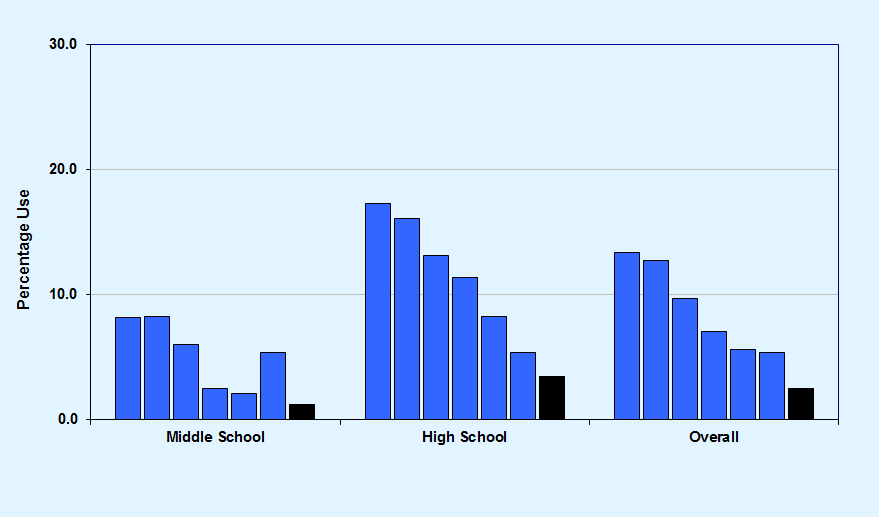 30.0
20.0
10.0
0.0
Percentage Use
Middle School
High School
Overall